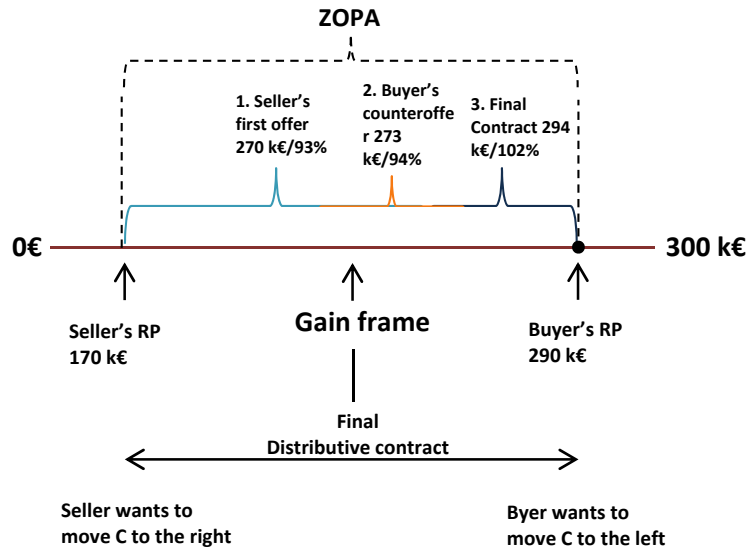 ZOPA
1. Seller's
first offer
270 k€/93%
2. Buyer's
counteroffe
r 273
k€/94%
3. Final
Contract 294
k€/102%
0€
300 k€
Seller's RP
170 k€
Gain frame
Buyer's RP
290 k€
Final
Distributive contract
Seller wants to
move C to the right
Byer wants to
move C to the left